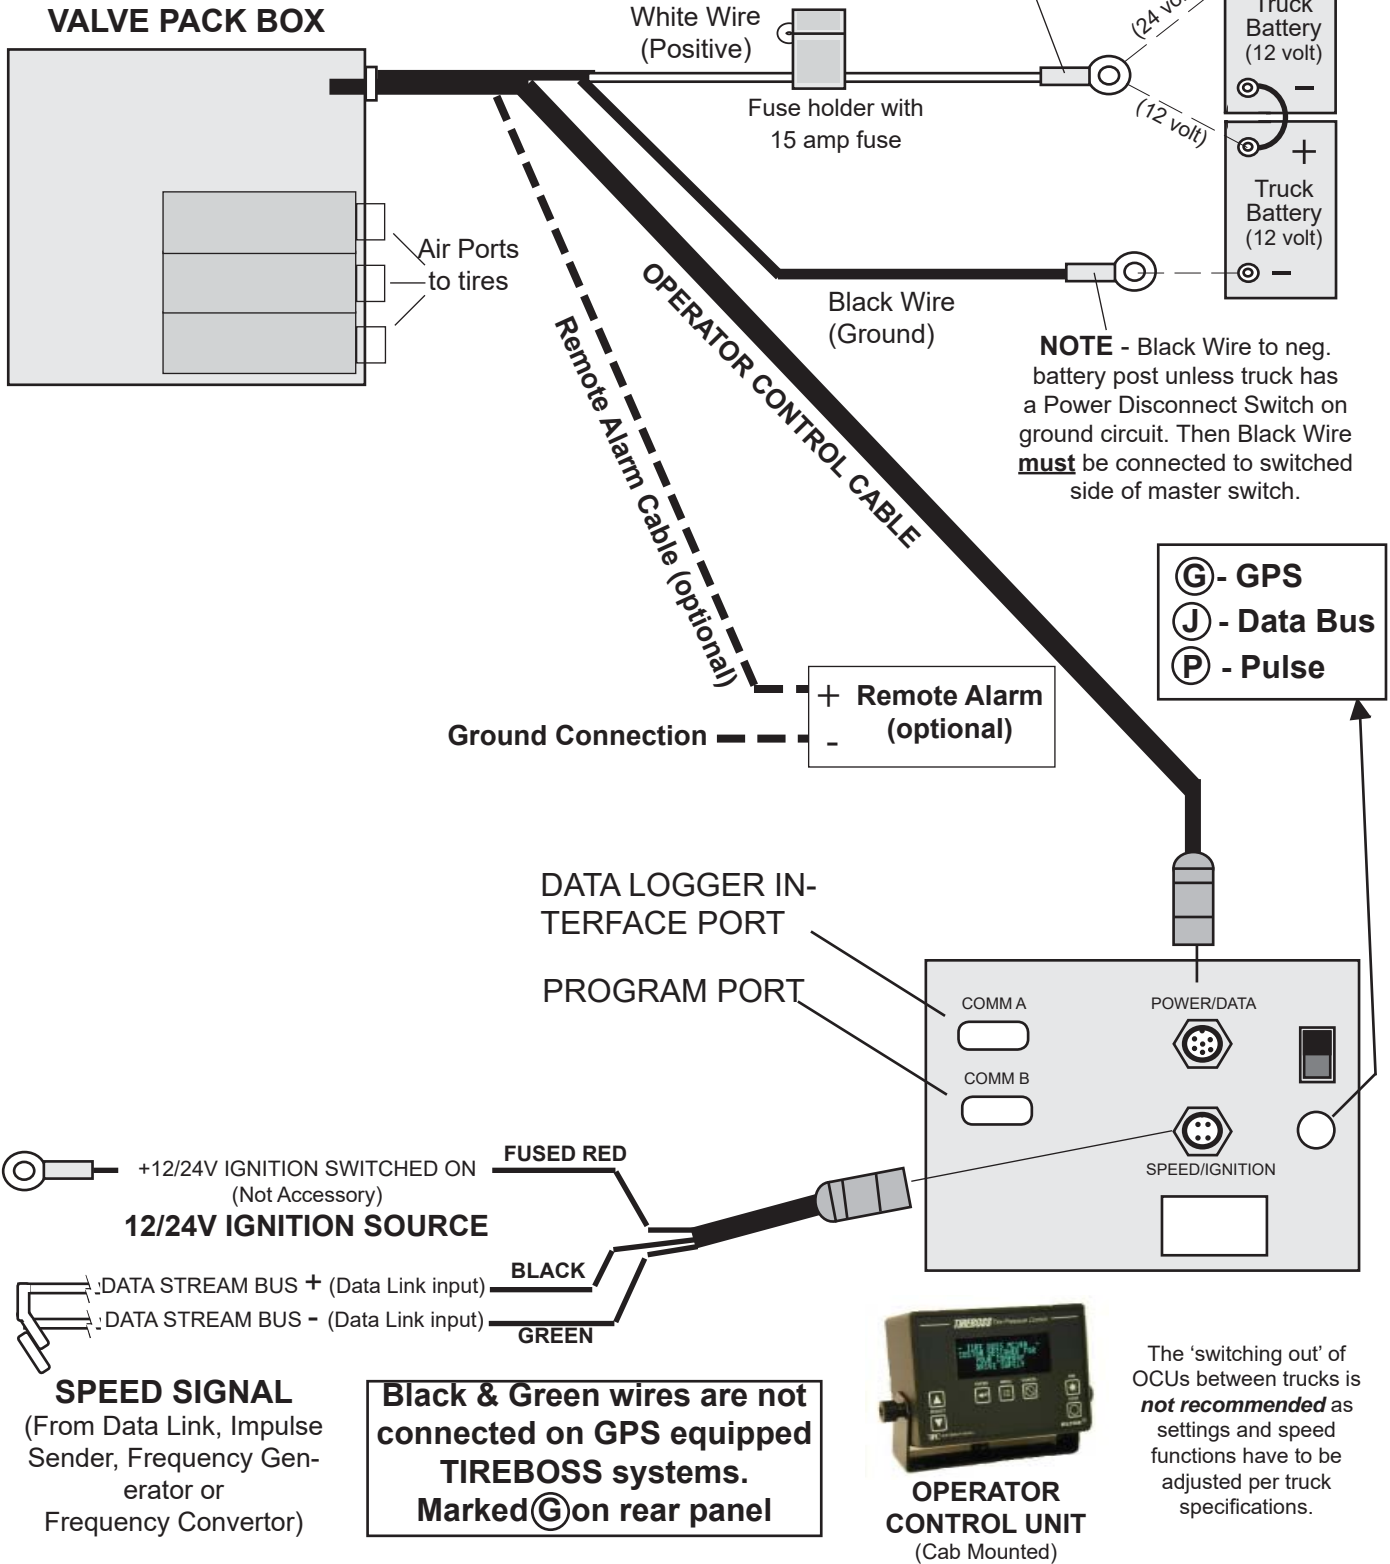 VALVE PACK BOX
White Wire
(Positive)
(24 vo
Truck
Battery
(12 volt)
−
Fuse holder with
15 amp fuse
(12 volt)
+
Truck
Battery
(12 volt)
−
Air Ports
to tires
Black Wire
(Ground)
OPERATOR CONTROL CABLE
Remote Alarm Cable (optional)
NOTE - Black Wire to neg.
battery post unless truck has
a Power Disconnect Switch on
ground circuit. Then Black Wire
must be connected to switched
side of master switch.
G - GPS
J - Data Bus
P - Pulse
+ Remote Alarm
(optional)
-
Ground Connection
DATA LOGGER IN-
TERFACE PORT
PROGRAM PORT
COMM A
POWER/DATA
COMM B
SPEED/IGNITION
FUSED RED
+12/24V IGNITION SWITCHED ON
(Not Accessory)
12/24V IGNITION SOURCE
BLACK
DATA STREAM BUS + (Data Link input)
DATA STREAM BUS - (Data Link input)
GREEN
SPEED SIGNAL
(From Data Link, Impulse
Sender, Frequency Gen-
erator or
Frequency Convertor)
Black & Green wires are not
connected on GPS equipped
TIREBOSS systems.
Marked G on rear panel
TIREBOSS Tire Pressure Control
OPERATOR
CONTROL UNIT
(Cab Mounted)
The 'switching out' of
OCUs between trucks is
not recommended as
settings and speed
functions have to be
adjusted per truck
specifications.